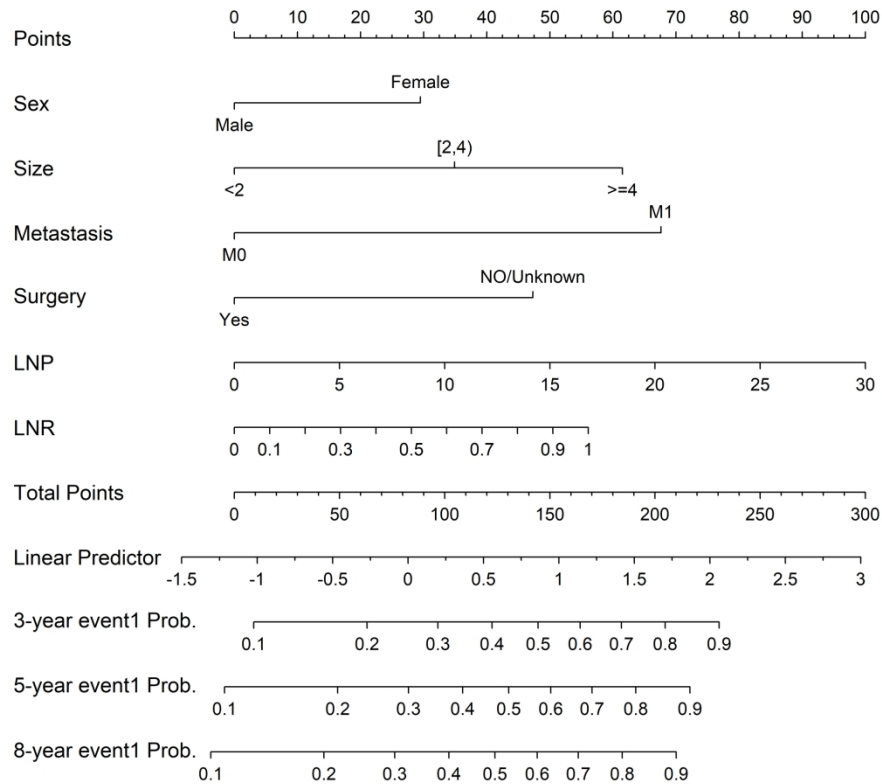 Points 0 10 20 30 40 50 60 70 80 90 100
Female
Sex
Male
[2,4)
Size
<2 >=4
M1
Metastasis
M0
NO/Unknown
Surgery
Yes
LNP
0 5 10 15 20 25 30
LNR
0 0.1 0.3 0.5 0.7 0.9 1
Total Points
0 50 100 150 200 250 300
Linear Predictor
-1.5 -1 -0.5 0 0.5 1 1.5 2 2.5 3
3-year event1 Prob.
0.1 0.2 0.3 0.4 0.5 0.6 0.7 0.8 0.9
5-year event1 Prob.
0.1 0.2 0.3 0.4 0.5 0.6 0.7 0.8 0.9
8-year event1 Prob.
0.1 0.2 0.3 0.4 0.5 0.6 0.7 0.8 0.9